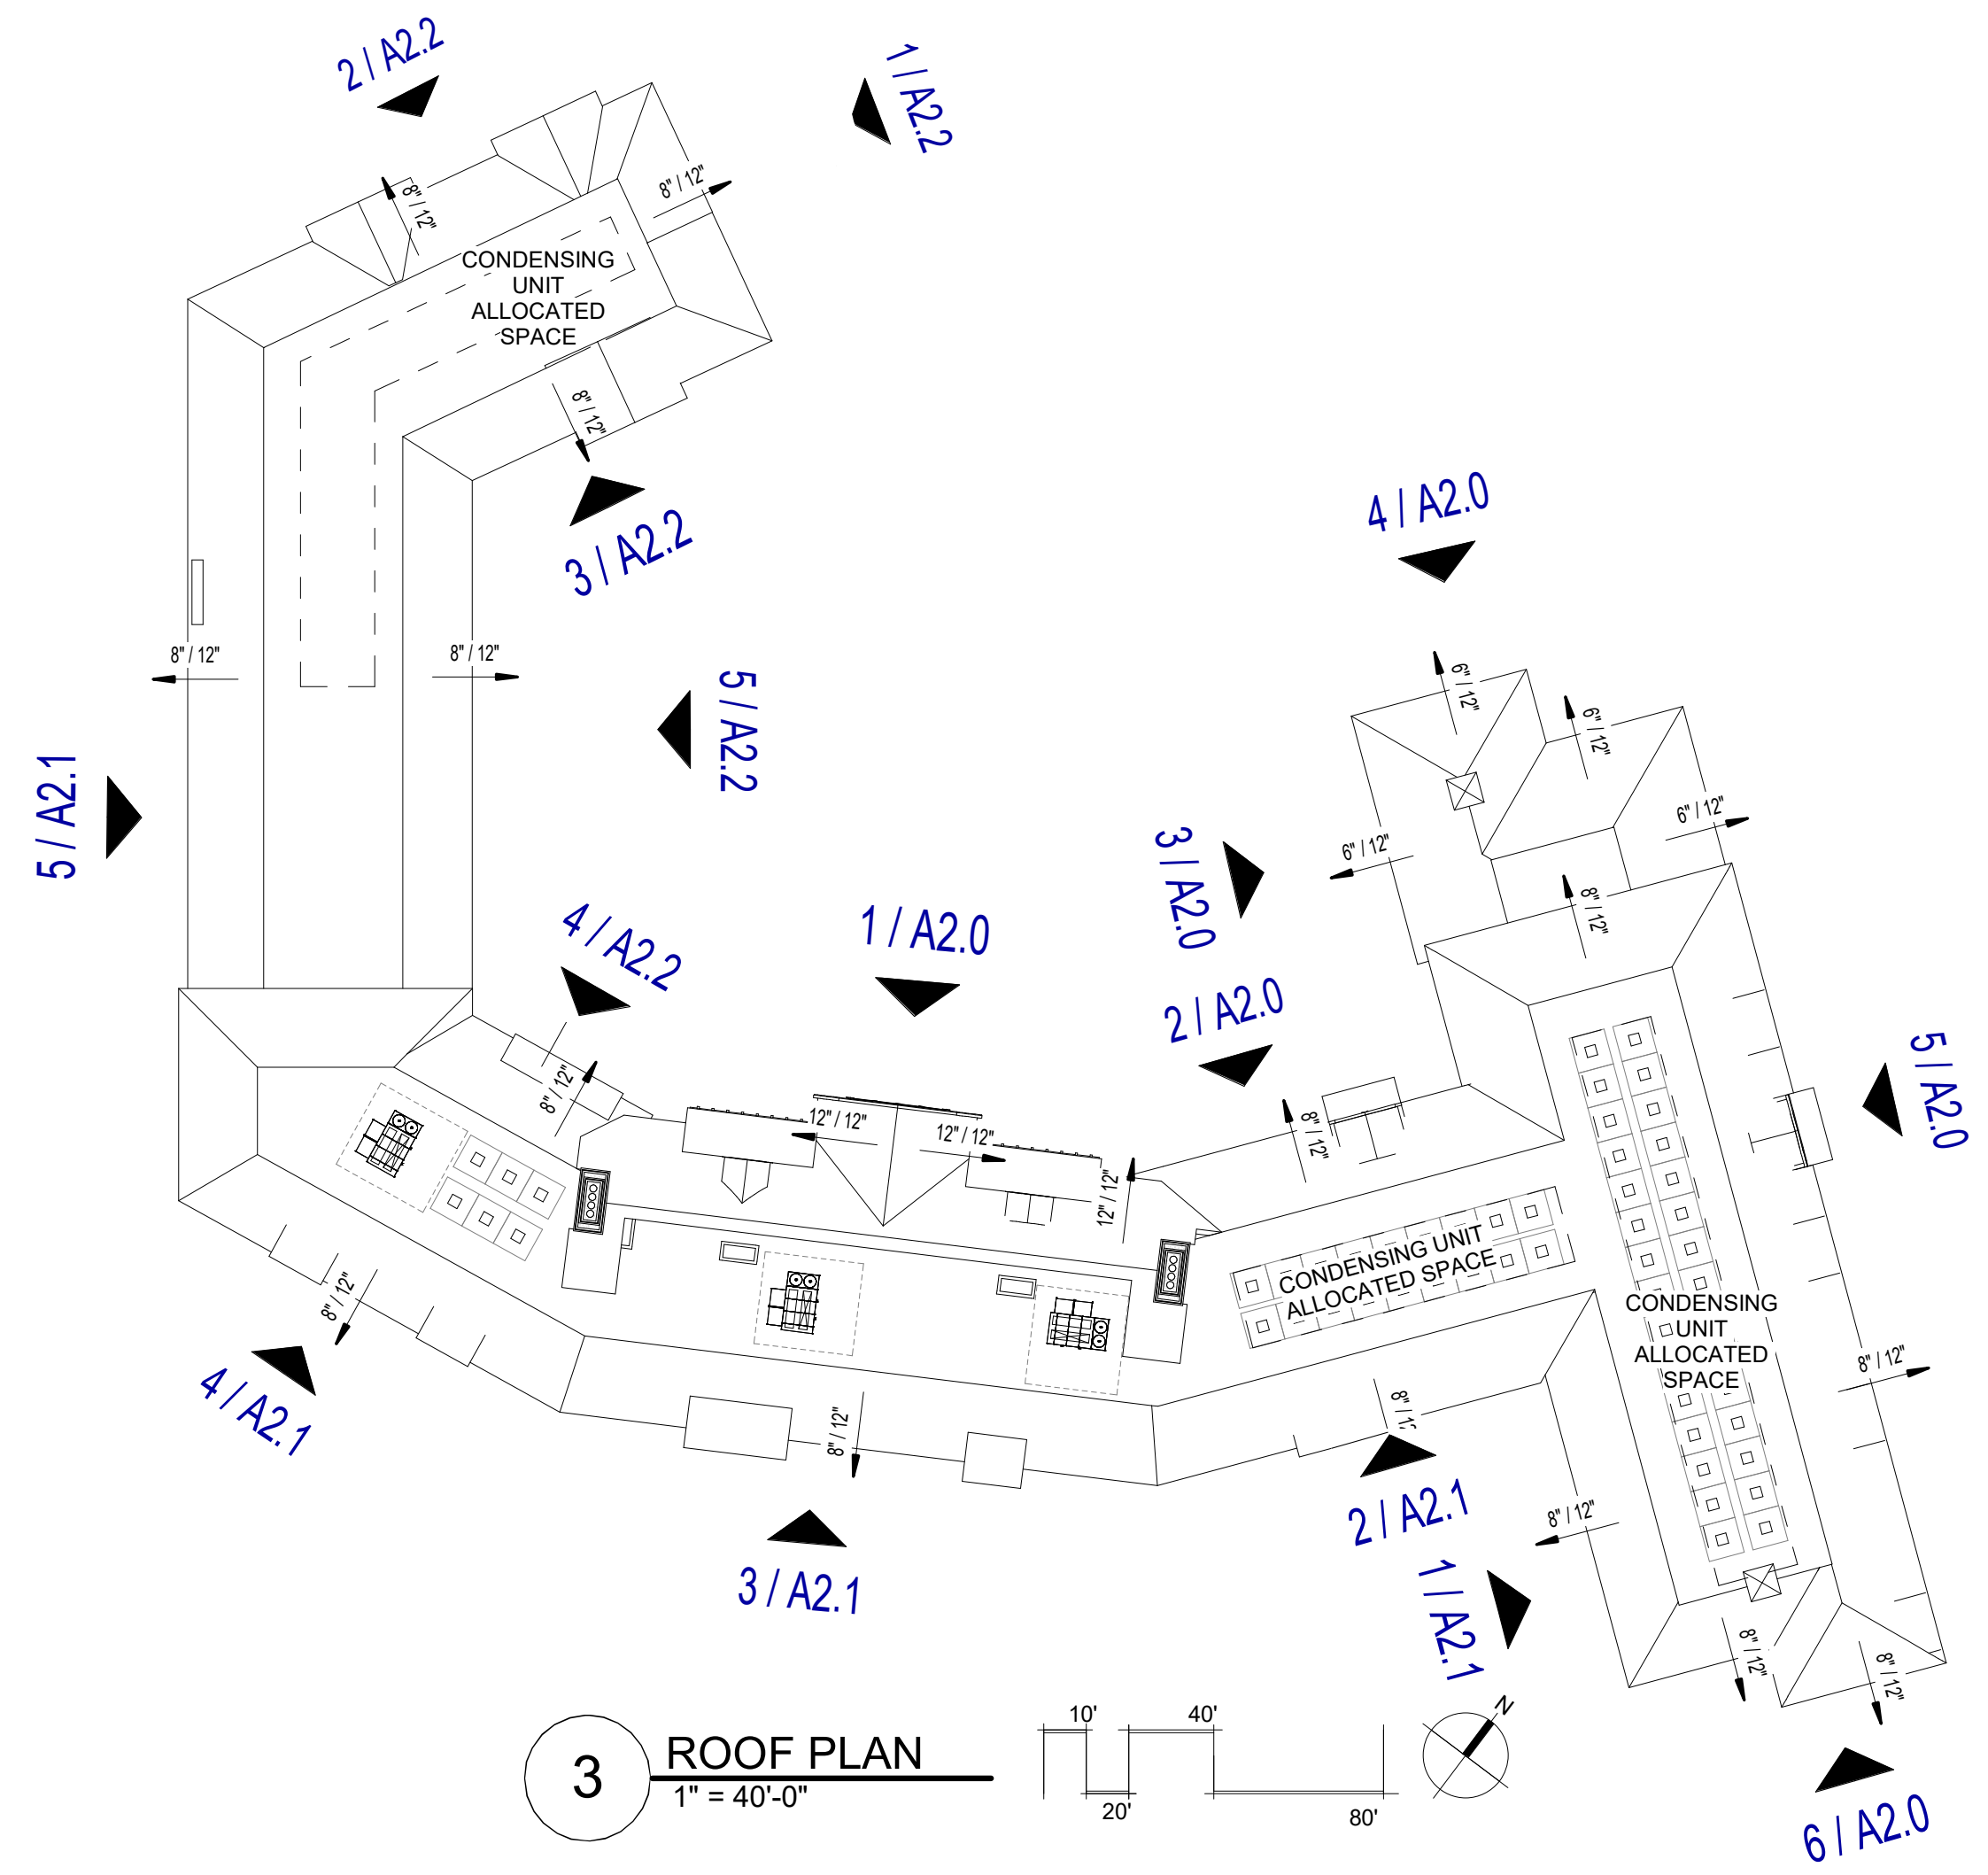 2 / A2.2
1 / A2.2
8" / 12"
8" / 12"
CONDENSING
UNIT
ALLOCATED
SPACE
8" / 12"
3 / A2.2
4 / A2.0
8" / 12"
8" / 12"
5 / A2.2
5 / A2.1
6" / 12"
6" / 12"
6" / 12"
6" / 12"
3 / A2.0
8" / 12"
4 / A2.2
1 / A2.0
2 / A2.0
5 / A2.0
8" / 12"
12" / 12"
12" / 12"
8" / 12"
12" / 12"
CONDENSING UNIT
ALLOCATED SPACE
8" / 12"
CONDENSING
UNIT
ALLOCATED
SPACE
8" / 12"
4 / A2.1
8" / 12"
8" / 12"
2 / A2.1
8" / 12"
3 / A2.1
1 / A2.1
8" / 12"
8" / 12"
3
ROOF PLAN
1" = 40'-0"
10'
40'
20'
80'
N
6 / A2.0